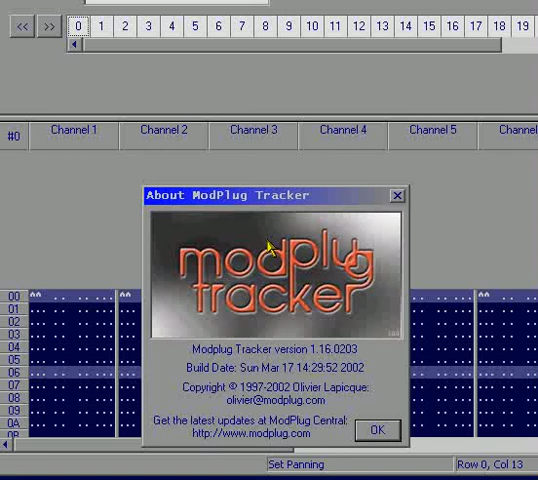 << >> 0 1 2 3 4 5 6 7 8 9 10 11 12 13 14 15 16 17 18 19
#0 Channel 1 Channel 2 Channel 3 Channel 4 Channel 5 Channel
About ModPlug Tracker
modplug
tracker
00 ^^ .. .. ... ^^
01
02
03
04
05
06
07
08
09
0A
0B
Modplug Tracker version 1.16.0203
Build Date: Sun Mar 17 14:29:52 2002
Copyright © 1997-2002 Olivier Lapicque:
olivier@modplug.com
Get the latest updates at ModPlug Central:
http://www.modplug.com
OK
Set Panning
Row 0, Col 13